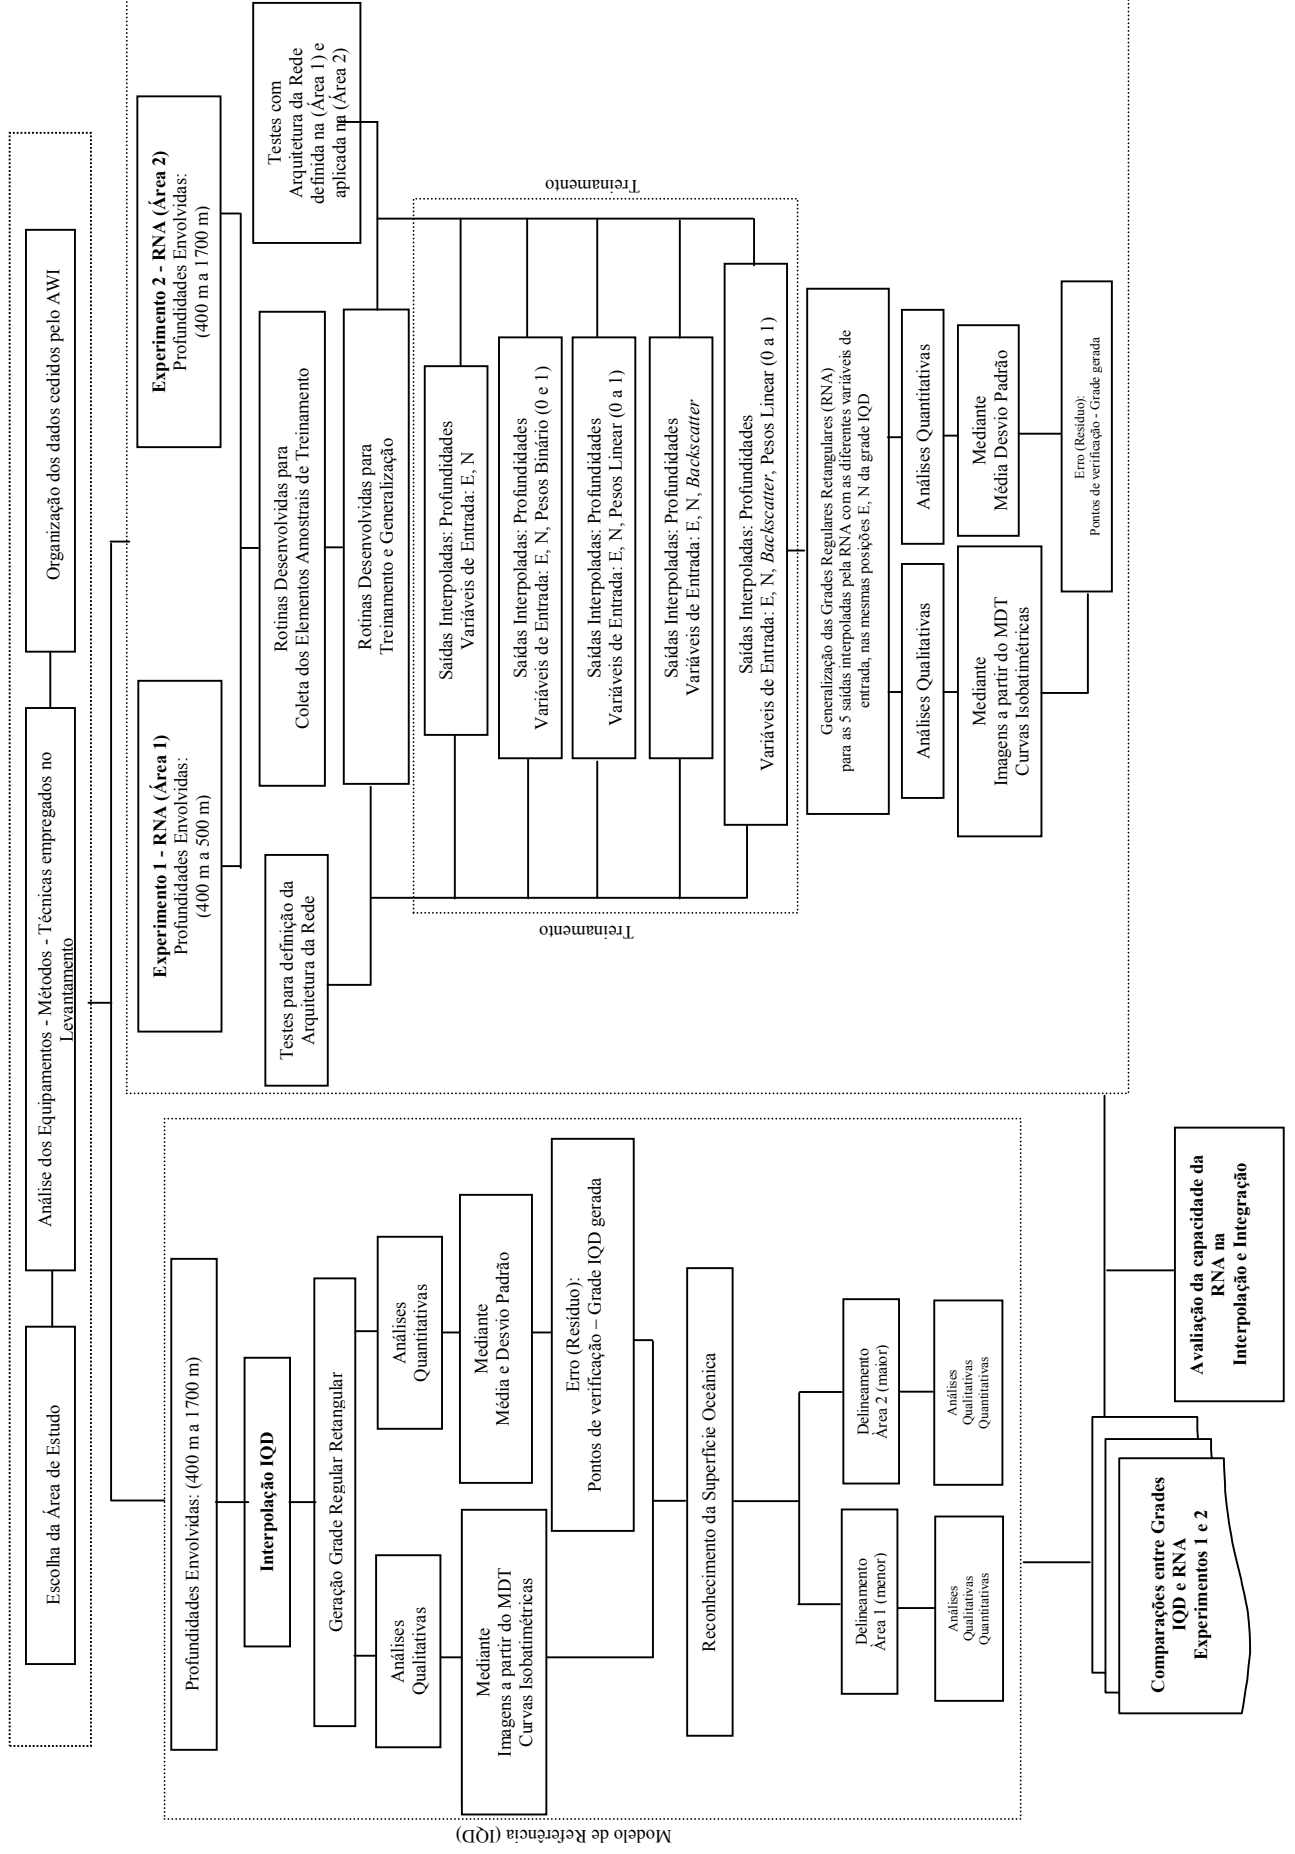 Escolha da Área de Estudo
Análise dos Equipamentos - Métodos - Técnicas empregados no
Levantamento
Organização dos dados cedidos pelo AWI
Modelo de Referência (IQD)
Profundidades Envolvidas: (400 m a 1700 m)
Interpolação IQD
Geração Grade Regular Retangular
Análises
Qualitativas
Análises
Quantitativas
Mediante
Imagens a partir do MDT
Curvas Isobatimétricas
Mediante
Média e Desvio Padrão
Erro (Resíduo):
Pontos de verificação – Grade IQD gerada
Reconhecimento da Superfície Oceânica
Delineamento
Àrea 1 (menor)
Delineamento
Àrea 2 (maior)
Análises
Qualitativas
Quantitativas
Análises
Qualitativas
Quantitativas
Experimento 1 - RNA (Área 1)
Profundidades Envolvidas:
(400 m a 500 m)
Experimento 2 - RNA (Área 2)
Profundidades Envolvidas:
(400 m a 1700 m)
Rotinas Desenvolvidas para
Coleta dos Elementos Amostrais de Treinamento
Testes para definição da
Arquitetura da Rede
Rotinas Desenvolvidas para
Treinamento e Generalização
Testes com
Arquitetura da Rede
definida na (Área 1) e
aplicada na (Área 2)
Treinamento
Treinamento
Saídas Interpoladas: Profundidades
Variáveis de Entrada: E, N
Saídas Interpoladas: Profundidades
Variáveis de Entrada: E, N, Pesos Binário (0 e 1)
Saídas Interpoladas: Profundidades
Variáveis de Entrada: E, N, Pesos Linear (0 a 1)
Saídas Interpoladas: Profundidades
Variáveis de Entrada: E, N, Backscatter
Saídas Interpoladas: Profundidades
Variáveis de Entrada: E, N, Backscatter, Pesos Linear (0 a 1)
Generalização das Grades Regulares Retangulares (RNA)
para as 5 saídas interpoladas pela RNA com as diferentes variáveis de
entrada, nas mesmas posições E, N da grade IQD
Análises Qualitativas
Análises Quantitativas
Mediante
Imagens a partir do MDT
Curvas Isobatimétricas
Mediante
Média Desvio Padrão
Erro (Resíduo):
Pontos de verificação - Grade gerada
Comparações entre Grades
IQD e RNA
Experimentos 1 e 2
Avaliação da capacidade da
RNA na
Interpolação e Integração